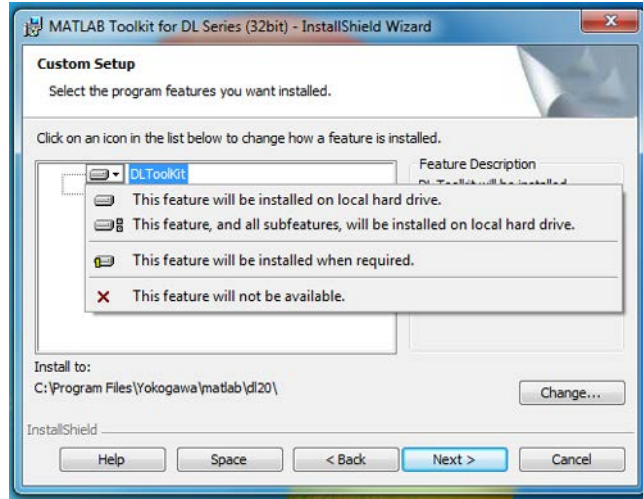 MATLAB Toolkit for DL Series (32bit) - InstallShield Wizard
Custom Setup
Select the program features you want installed.
Click on an icon in the list below to change how a feature is installed.
DLToolKit
Feature Description
This feature will be installed on local hard drive.
This feature, and all subfeatures, will be installed on local hard drive.
This feature will be installed when required.
This feature will not be available.
Install to:
C:\Program Files\Yokogawa\matlab\dl20\
Change...
InstallShield
Help
Space
< Back
Next >
Cancel